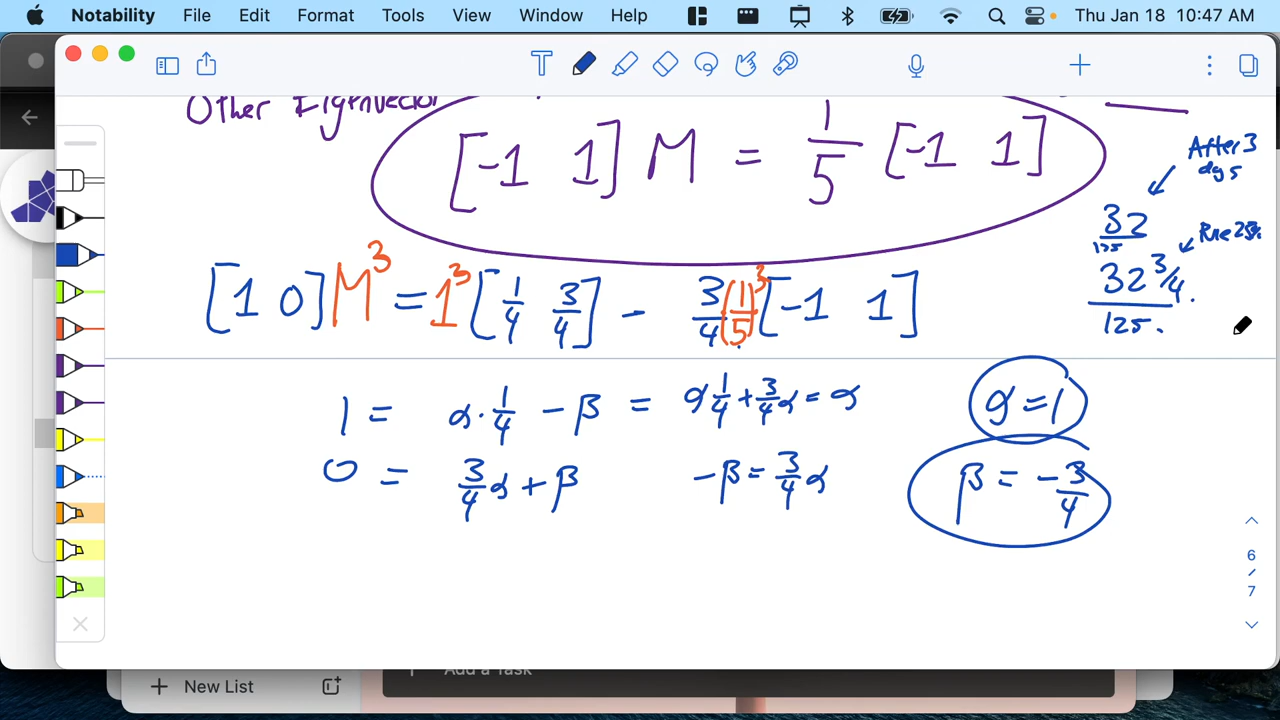 Notability File Edit Format Tools View Window Help Thu Jan 18 10:47 AM
Other Eigenvector
[-1 1] M = 1/5 [-1 1]
After 3
days
32
125
[1 0] M^3 = 1^3 [1/4 3/4] - 3/4 (1/5)^3 [-1 1]
32 3/4
125.
1 = α · 1/4 - β = α 1/4 + 3/4 α = α
α = 1
0 = 3/4 α + β
-β = 3/4 α
β = -3/4
6
/
7
Add a Task
+ New List